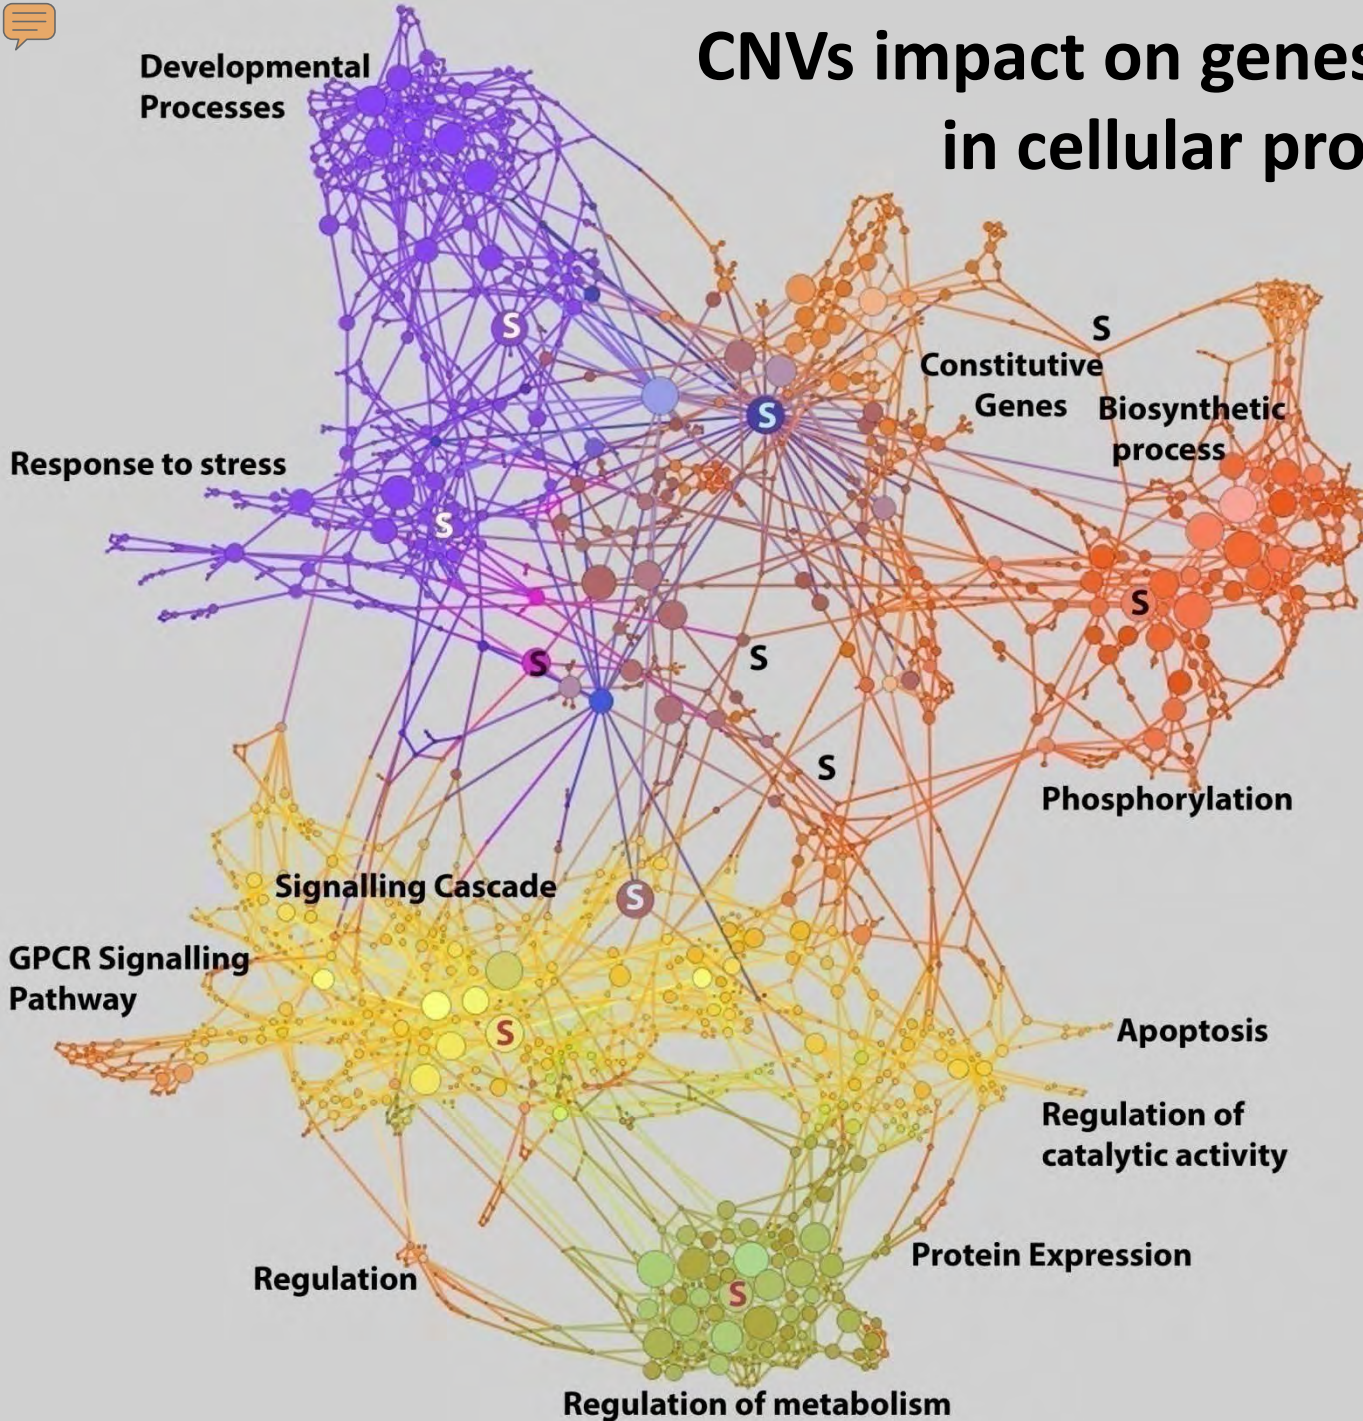 CNVs impact on genes
in cellular pro
Developmental
Processes
S
S
Constitutive
Genes
Biosynthetic
process
S
Response to stress
S
S
S
S
S
Phosphorylation
Signalling Cascade
S
GPCR Signalling
Pathway
S
Apoptosis
Regulation of
catalytic activity
Protein Expression
Regulation
S
Regulation of metabolism